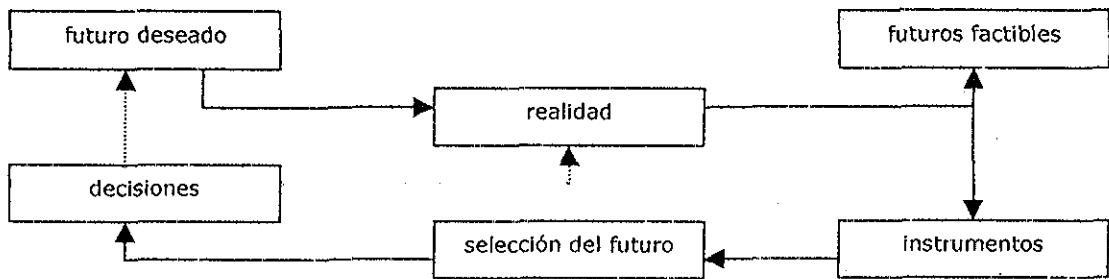 futuro deseado
futuros factibles
realidad
decisiones
selección del futuro
instrumentos